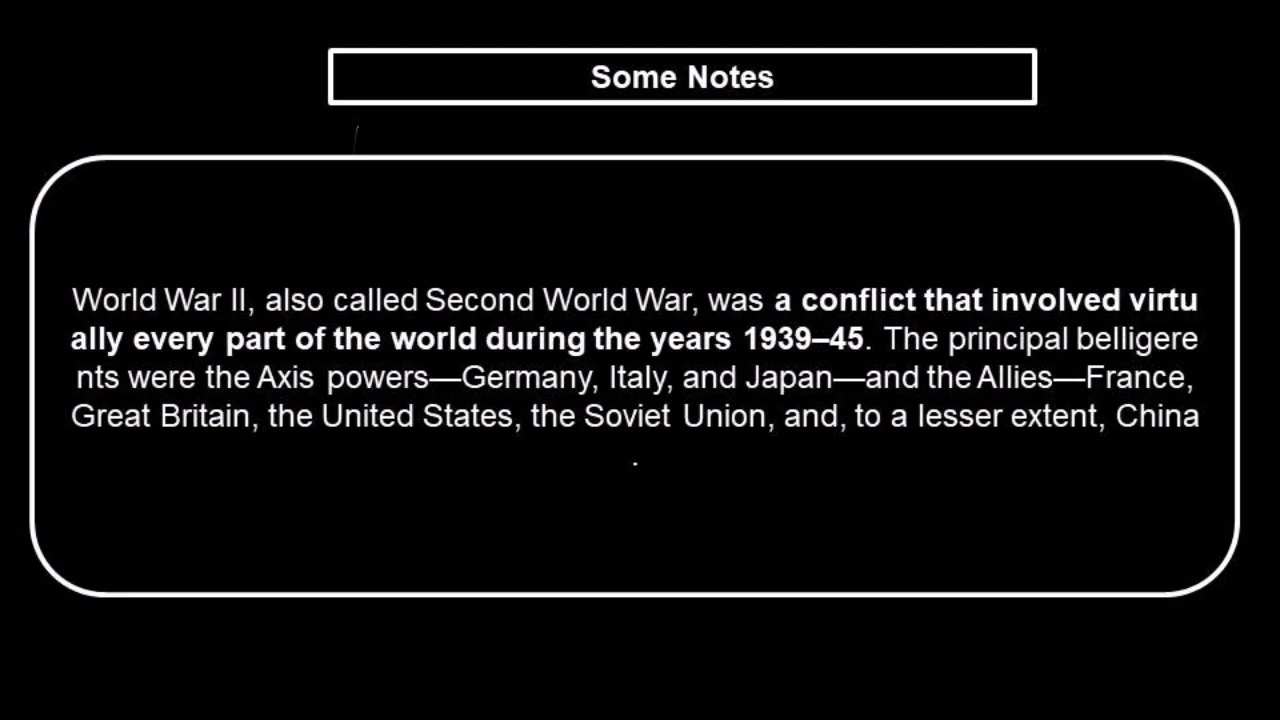 Some Notes
World War II, also called Second World War, was a conflict that involved virtu
ally every part of the world during the years 1939–45. The principal belligere
nts were the Axis powers—Germany, Italy, and Japan—and the Allies—France,
Great Britain, the United States, the Soviet Union, and, to a lesser extent, China
.